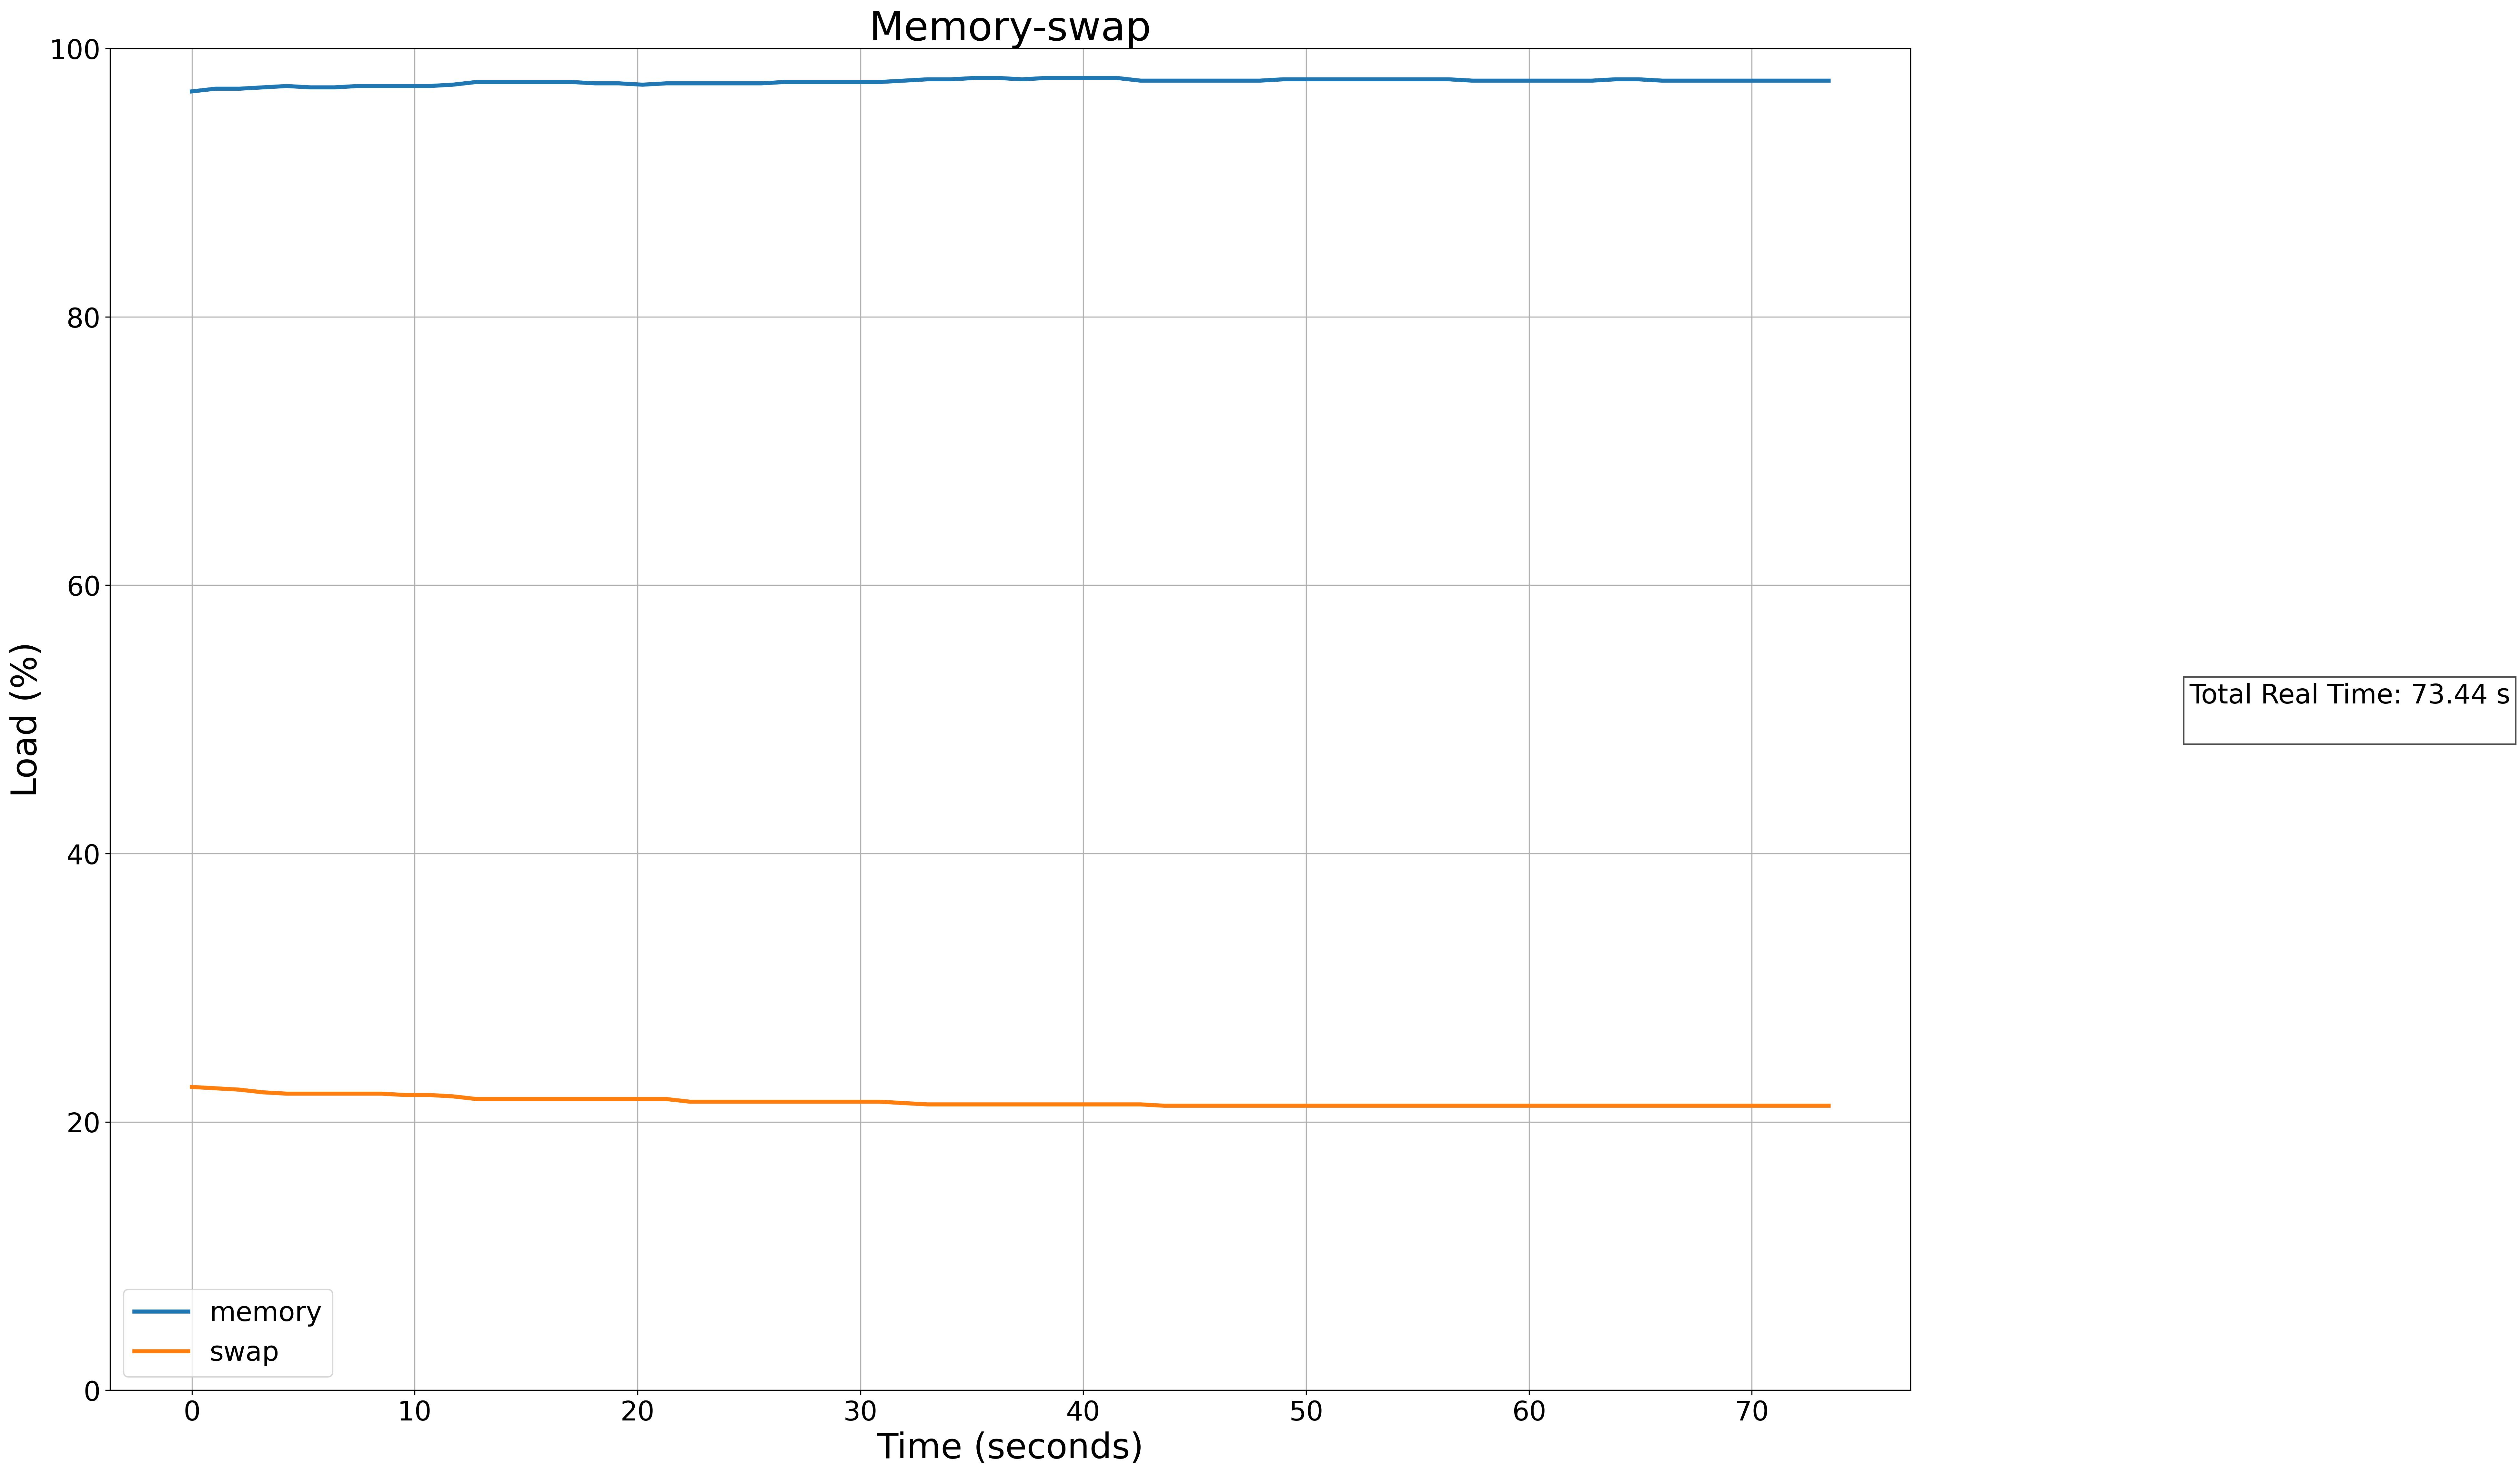 Memory-swap
100
80
60
40
20
0
Load (%)
memory
swap
0 10 20 30 40 50 60 70
Time (seconds)
Total Real Time: 73.44 s